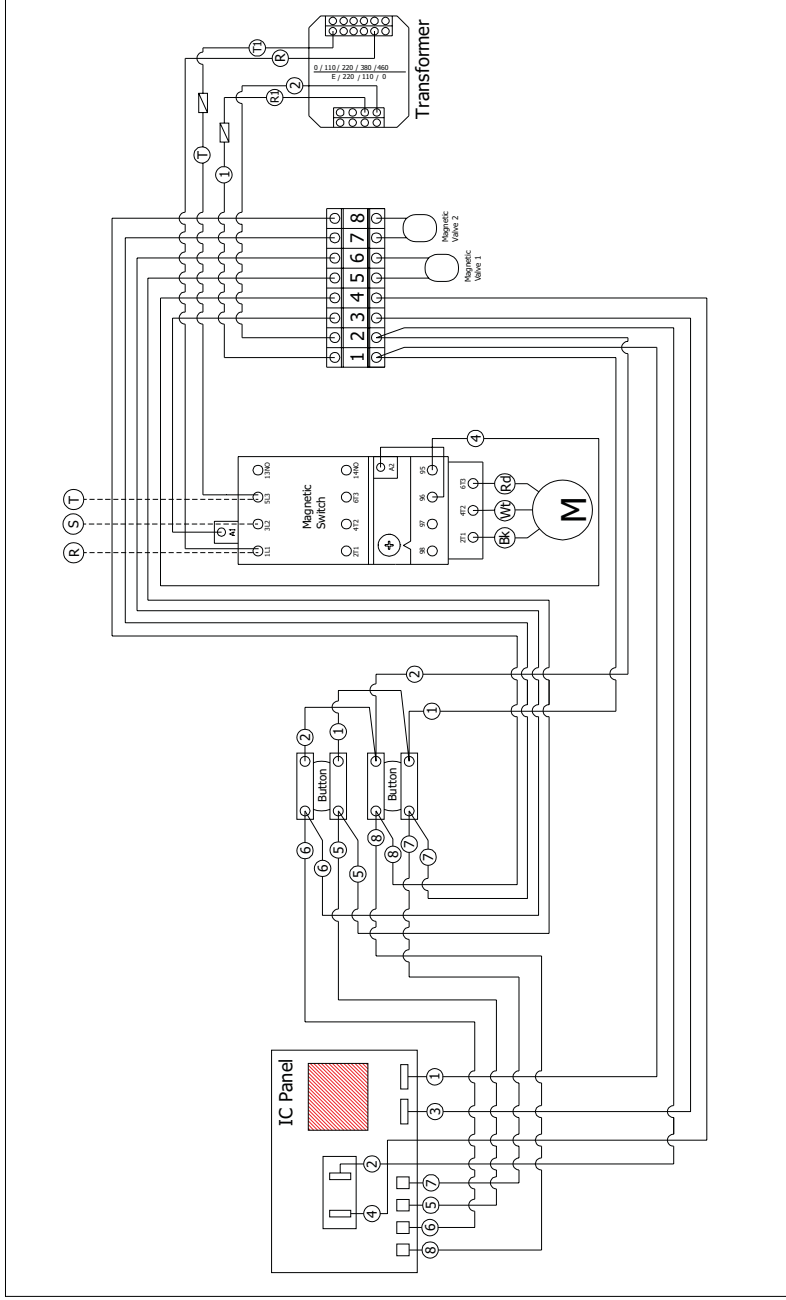 IC Panel
4
2
8
6
5
7
3
1
6
6
5
5
8
8
7
7
Button
Button
2
1
2
1
R
S
T
A1
1L1
3L2
5L3
13NO
Magnetic
Switch
2T1
4T2
6T3
14NO
A2
98
97
96
95
2T1
4T2
6T3
Bk
Wt
Rd
M
4
1
2
3
4
5
6
7
8
Magnetic
Valve 1
Magnetic
Valve 2
T
1
T1
R
R1
2
0 / 110 / 220 / 380 / 460
E / 220 / 110 / 0
Transformer